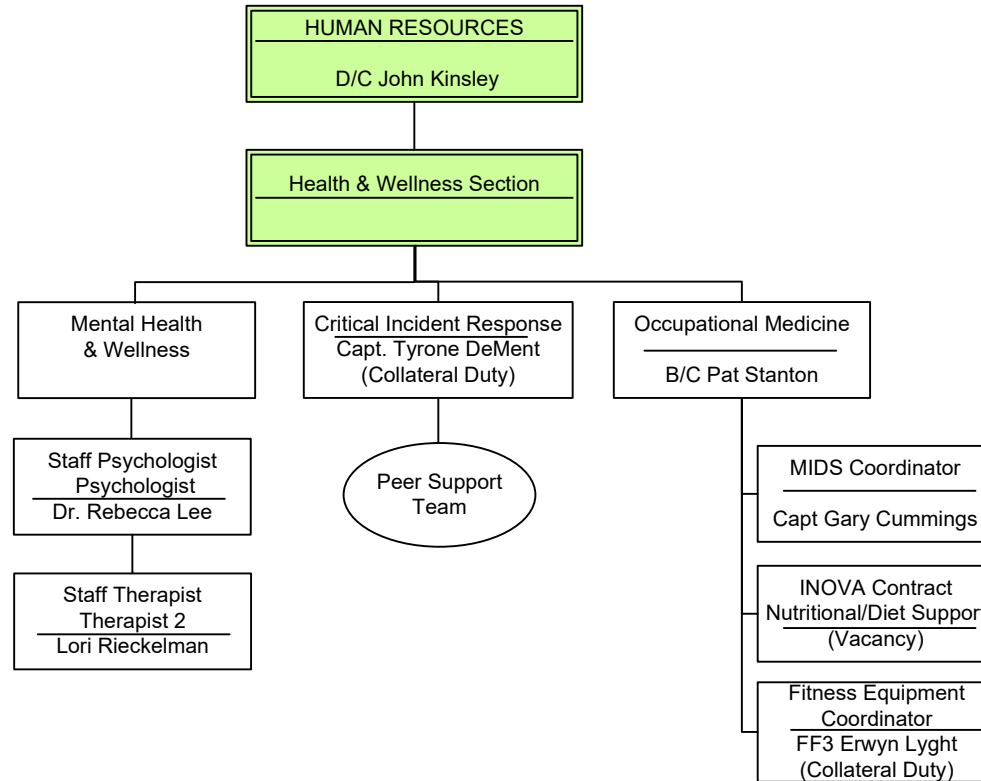 HUMAN RESOURCES
D/C John Kinsley
Health & Wellness Section
Mental Health
& Wellness
Staff Psychologist
Psychologist
Dr. Rebecca Lee
Staff Therapist
Therapist 2
Lori Rieckelman
Critical Incident Response
Capt. Tyrone DeMent
(Collateral Duty)
Peer Support
Team
Occupational Medicine
B/C Pat Stanton
MIDS Coordinator
Capt Gary Cummings
INOVA Contract
Nutritional/Diet Support
(Vacancy)
Fitness Equipment
Coordinator
FF3 Erwyn Lyght
(Collateral Duty)